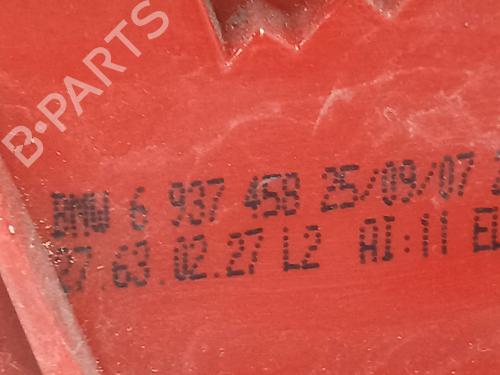 B-PARTS
BMW 6 937 458 25/09/07
27.63.02.27 L2 AI:11